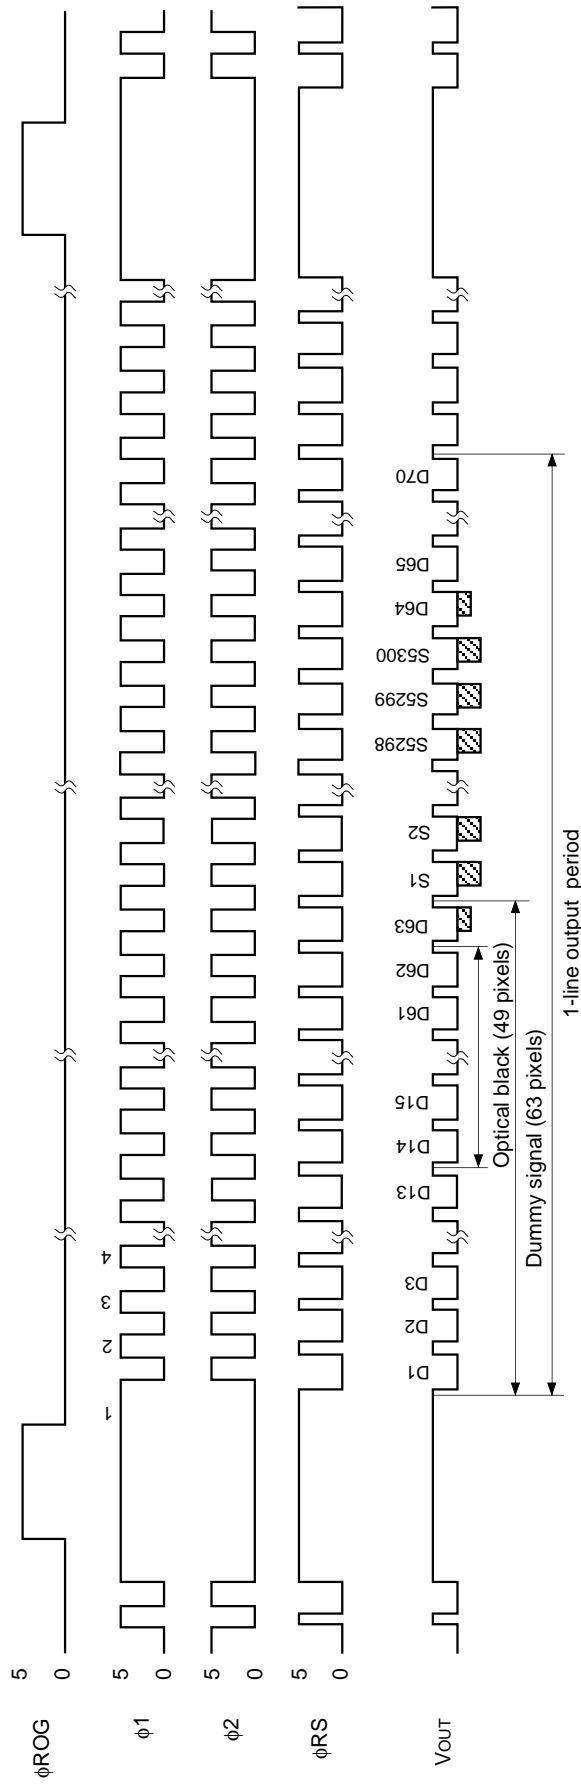 φROG
5
0
φ1
5
0
1
2
3
4
φ2
5
0
φRS
5
0
VOUT
D1
D2
D3
D13
D14
D15
D61
D62
D63
S1
S2
S5298
S5299
S5300
D64
D65
D70
Optical black (49 pixels)
Dummy signal (63 pixels)
1-line output period